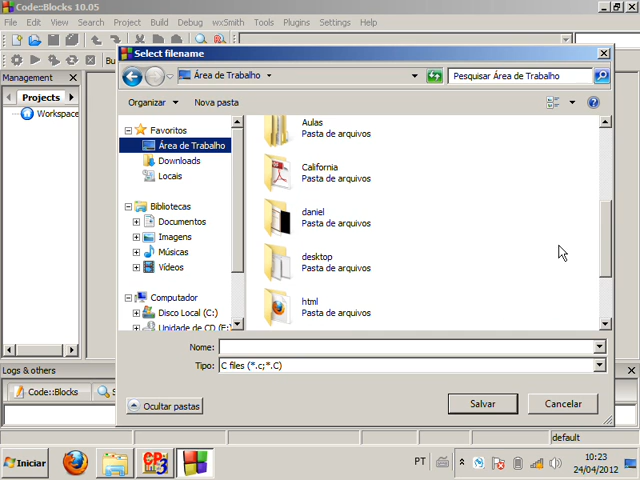 Code::Blocks 10.05
File Edit View Search Project Build Debug wxSmith Tools Plugins Settings Help
Select filename
Management
Projects
Workspace
Área de Trabalho
Pesquisar Área de Trabalho
Organizar Nova pasta
Favoritos
Área de Trabalho
Downloads
Locais
Bibliotecas
Documentos
Imagens
Músicas
Vídeos
Computador
Disco Local (C:)
Unidade de CD (E:)
Aulas
Pasta de arquivos
California
Pasta de arquivos
daniel
Pasta de arquivos
desktop
Pasta de arquivos
html
Pasta de arquivos
Nome:
Tipo: C files (*.c;*.C)
Ocultar pastas Salvar Cancelar
Logs & others
Code::Blocks
default
Iniciar
PT
10:23
24/04/2012